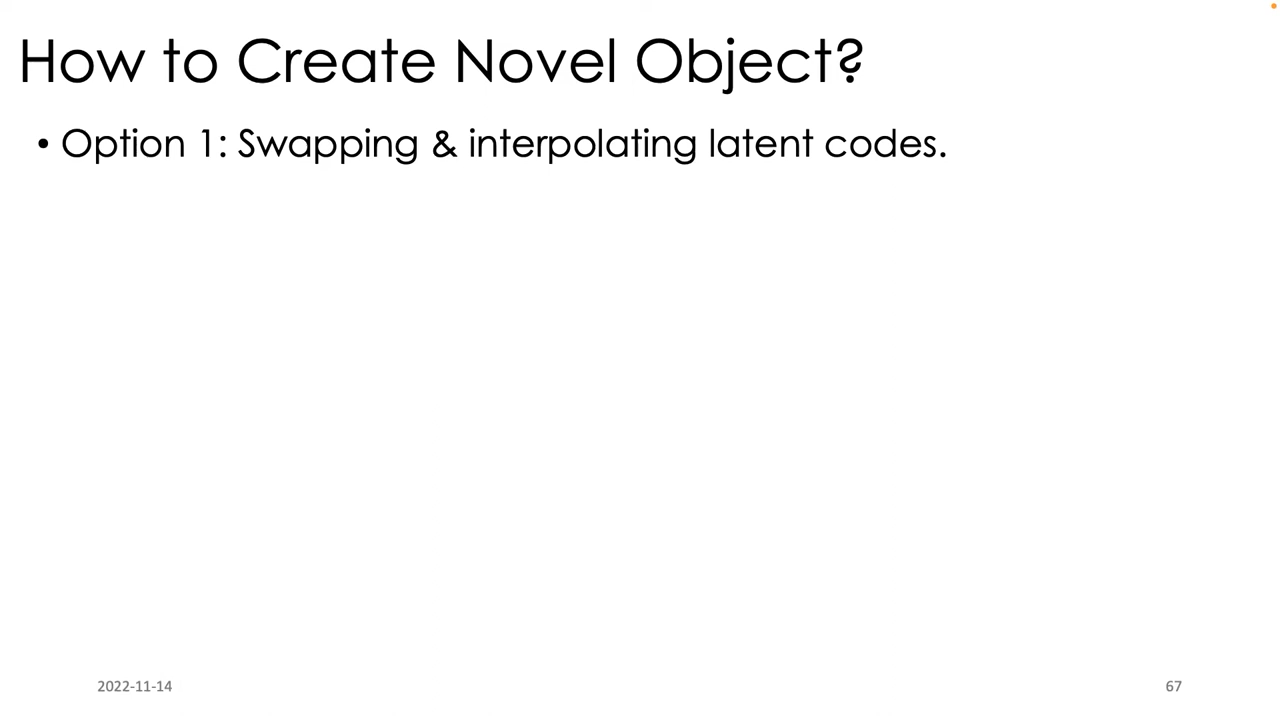 How to Create Novel Object?
• Option 1: Swapping & interpolating latent codes.
2022-11-14
67